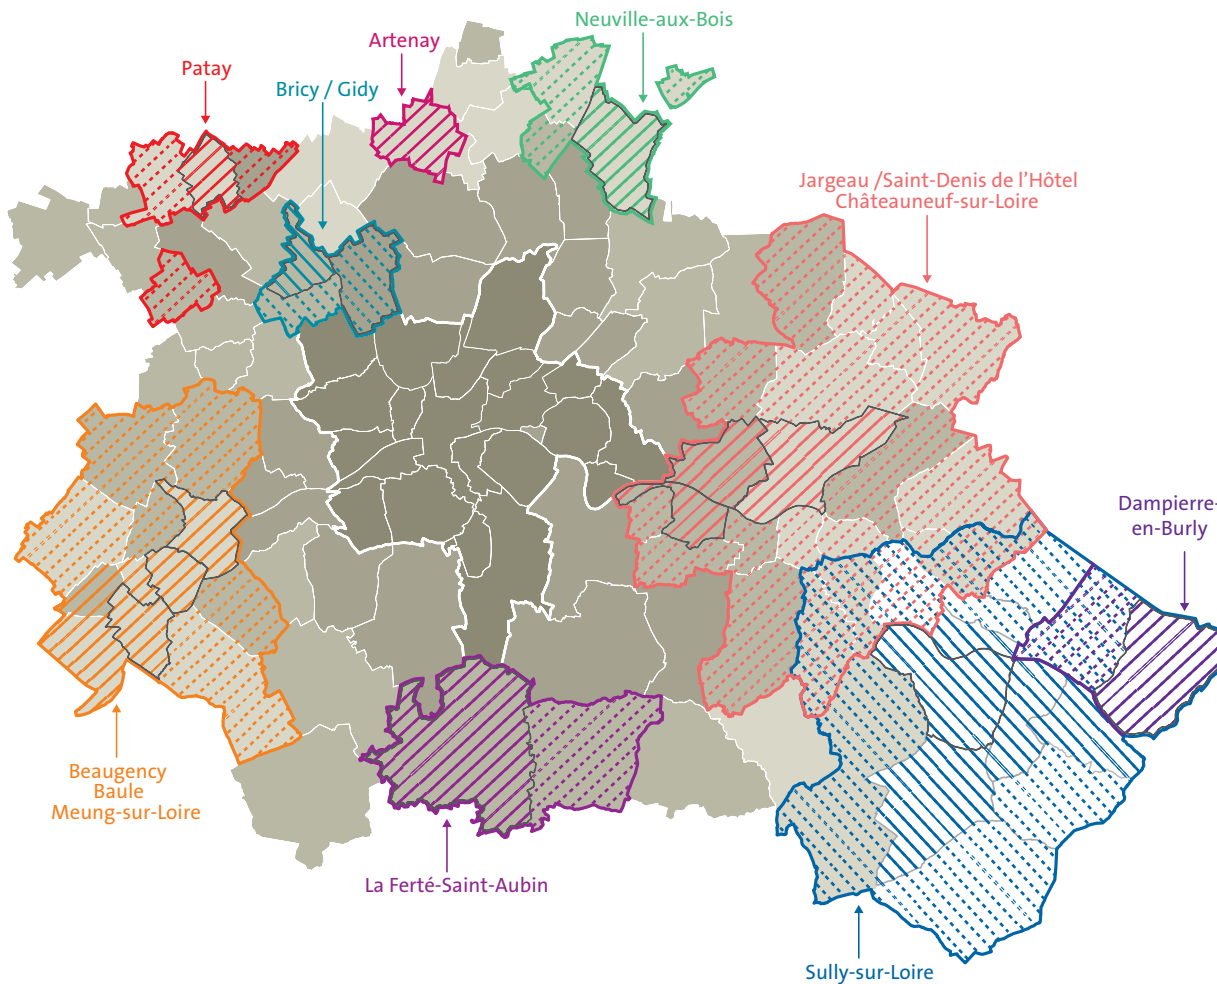 Neuville-aux-Bois
Artenay
Patay
Bricy / Gidy
Jargeau /Saint-Denis de l'Hôtel
Châteauneuf-sur-Loire
Dampierre-
en-Burly
Beaugency
Baule
Meung-sur-Loire
La Ferté-Saint-Aubin
Sully-sur-Loire